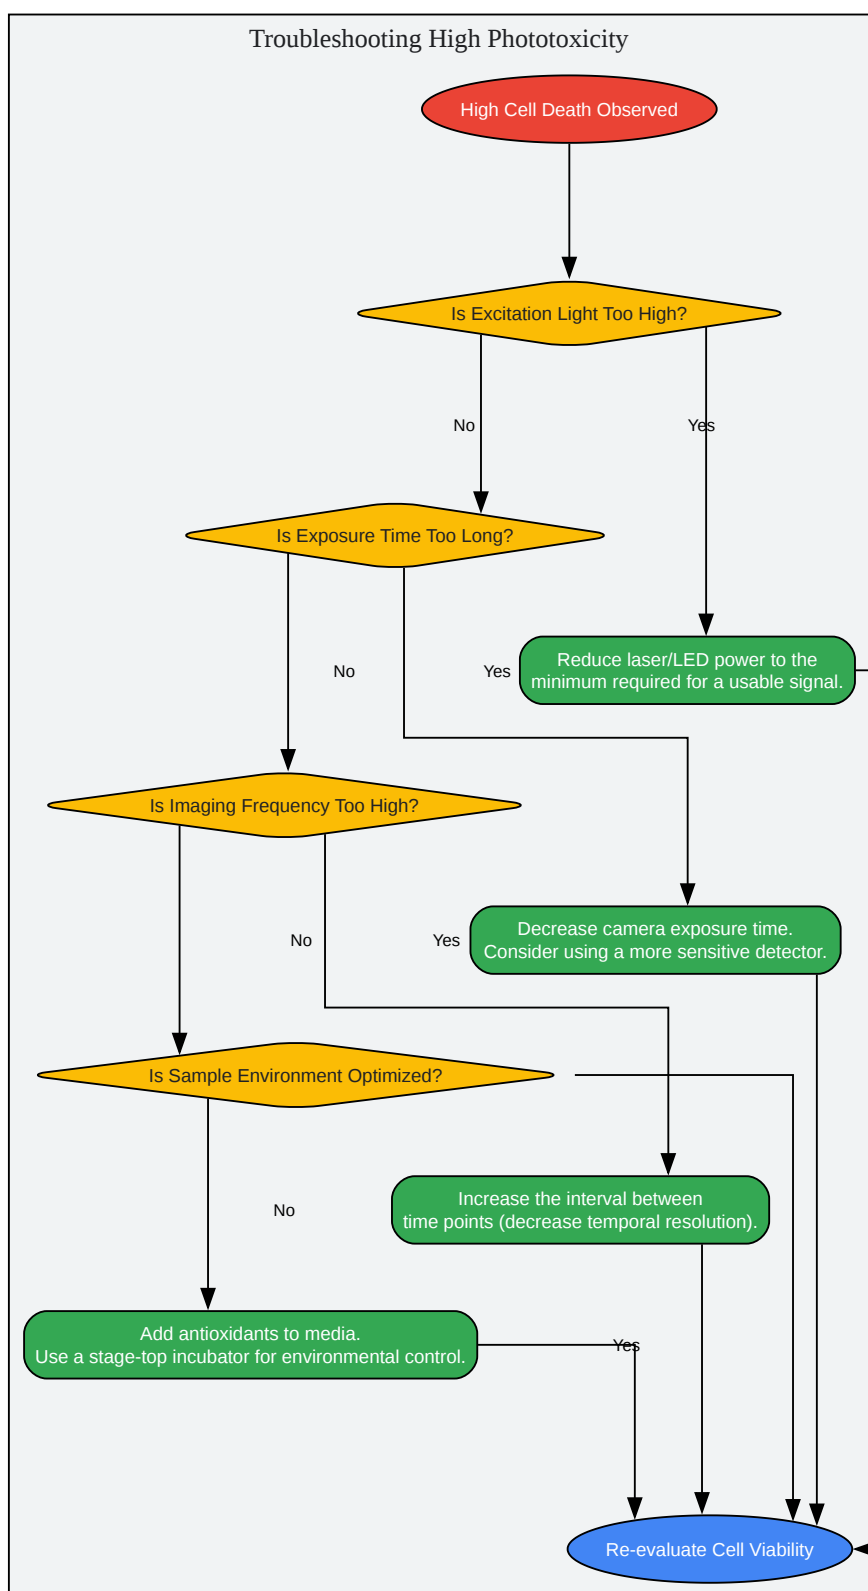 Troubleshooting High Phototoxicity
High Cell Death Observed
Is Excitation Light Too High?
No
Yes
Is Exposure Time Too Long?
No
Yes
Reduce laser/LED power to the
minimum required for a usable signal.
Is Imaging Frequency Too High?
No
Yes
Decrease camera exposure time.
Consider using a more sensitive detector.
Is Sample Environment Optimized?
No
Increase the interval between
time points (decrease temporal resolution).
Add antioxidants to media.
Use a stage-top incubator for environmental control.
Yes
Re-evaluate Cell Viability